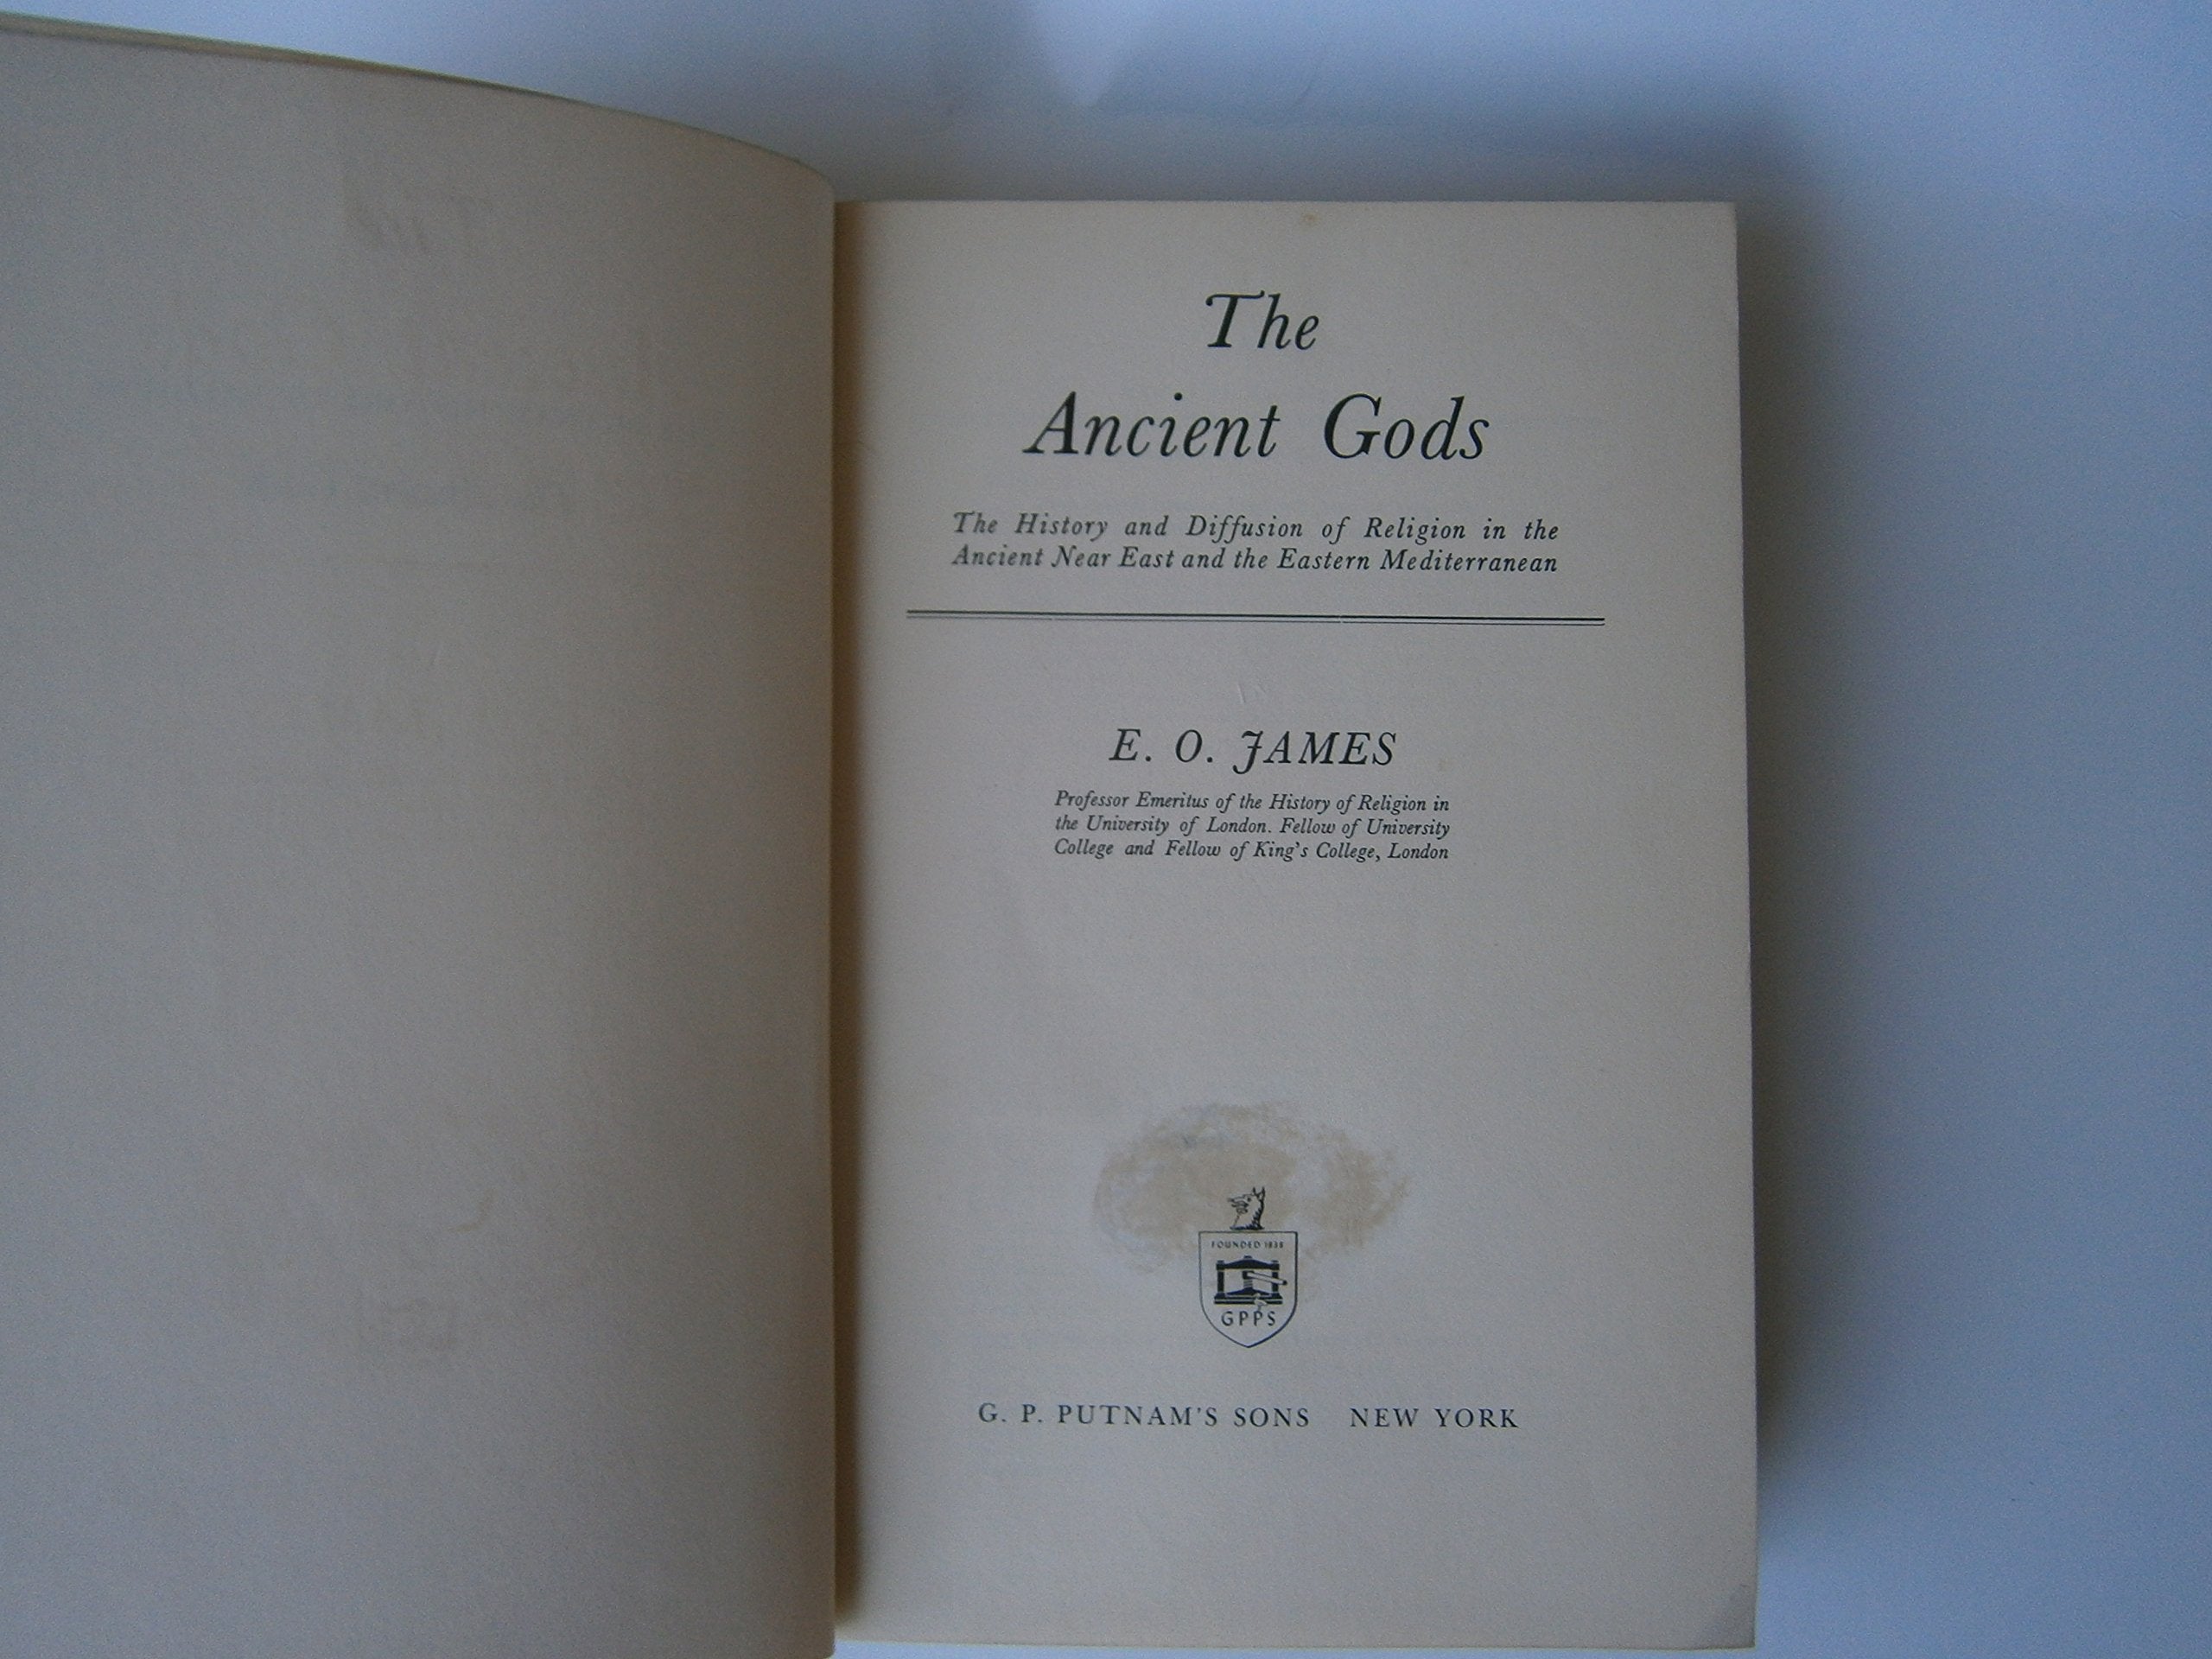 The
Ancient Gods
The History and Diffusion of Religion in the
Ancient Near East and the Eastern Mediterranean
E. O. JAMES
Professor Emeritus of the History of Religion in
the University of London. Fellow of University
College and Fellow of King's College, London
FOUNDED 1838
GPPS
G. P. PUTNAM'S SONS NEW YORK